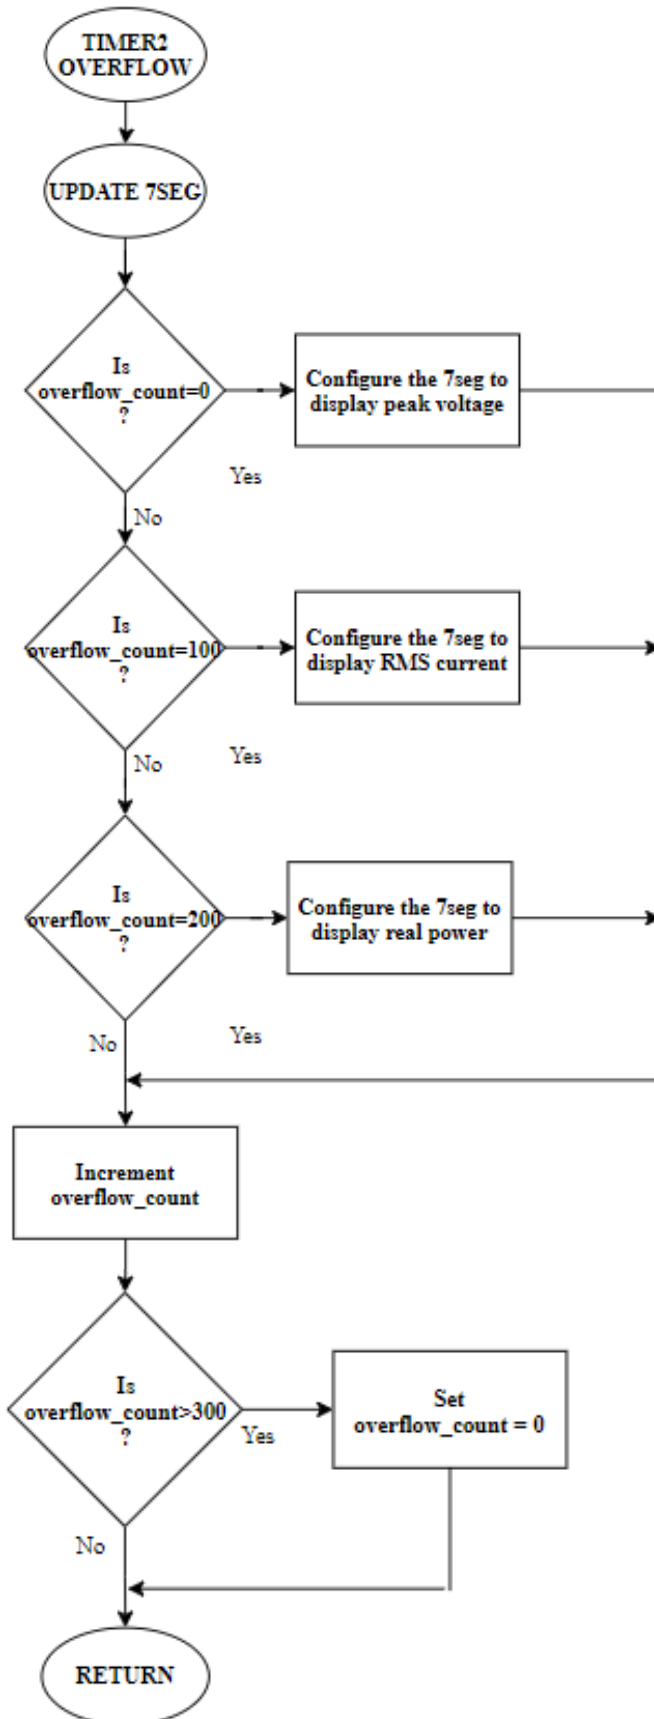 TIMER2
OVERFLOW
UPDATE 7SEG
Is
overflow_count=0
?
Configure the 7seg to
display peak voltage
Yes
No
Is
overflow_count=100
?
Configure the 7seg to
display RMS current
No
Yes
Is
overflow_count=200
?
Configure the 7seg to
display real power
No
Yes
Increment
overflow_count
Is
overflow_count>300
?
Yes
Set
overflow_count = 0
No
RETURN